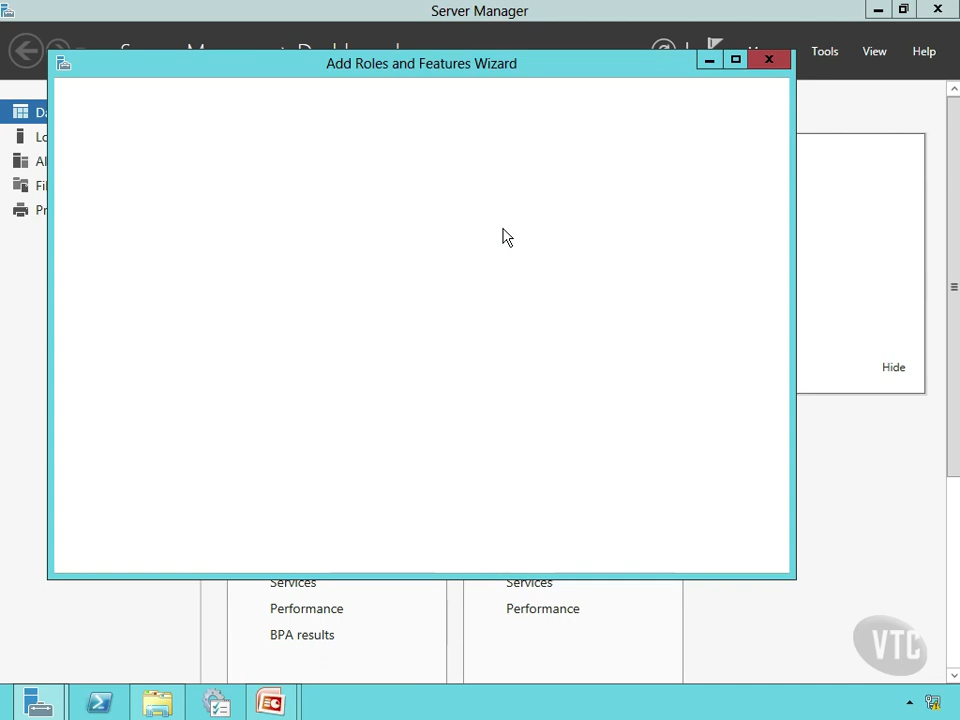 Server Manager
Tools
View
Help
Add Roles and Features Wizard
Hide
Services
Services
Performance
Performance
BPA results
VTC